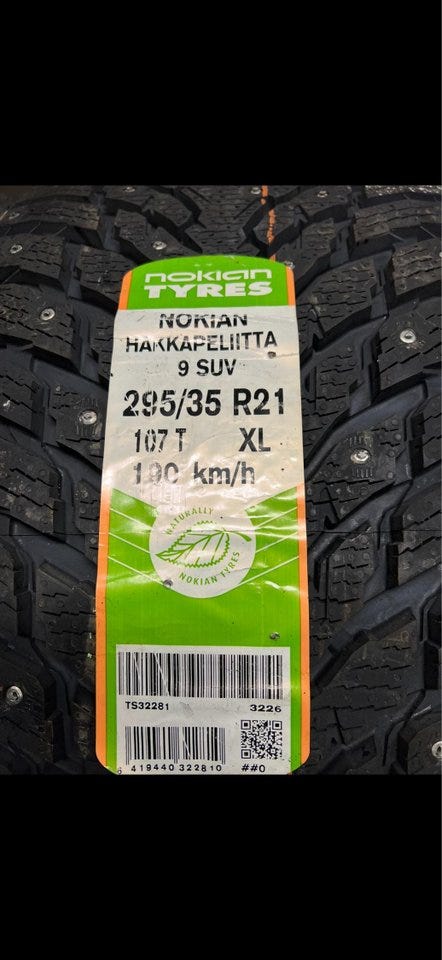 nokian
TYRES
NOKIAN
HAKKAPELIITTA
9 SUV
295/35 R21
107 T XL
190 km/h
NATURALLY
NOKIAN TYRES
TS32281 3226
6 419440 322810 ##0